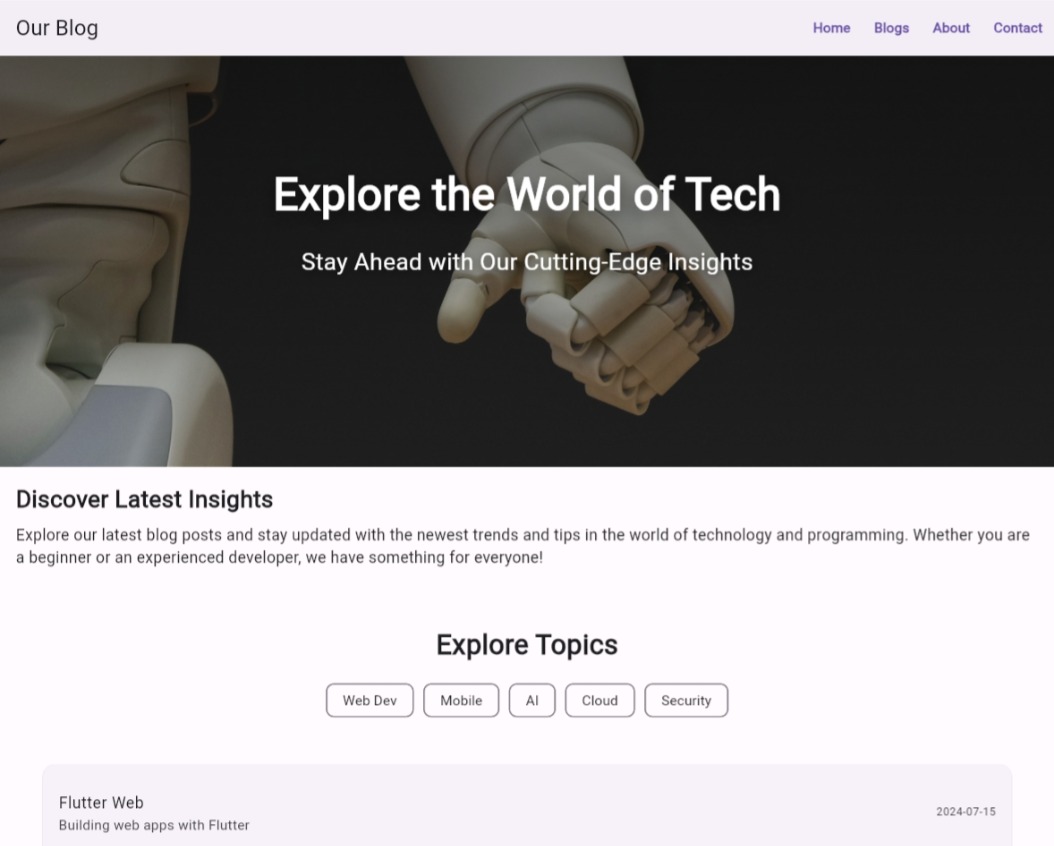 Our Blog
Home Blogs About Contact
Explore the World of Tech
Stay Ahead with Our Cutting-Edge Insights
Discover Latest Insights
Explore our latest blog posts and stay updated with the newest trends and tips in the world of technology and programming. Whether you are
a beginner or an experienced developer, we have something for everyone!
Explore Topics
Web Dev Mobile AI Cloud Security
Flutter Web
Building web apps with Flutter
2024-07-15